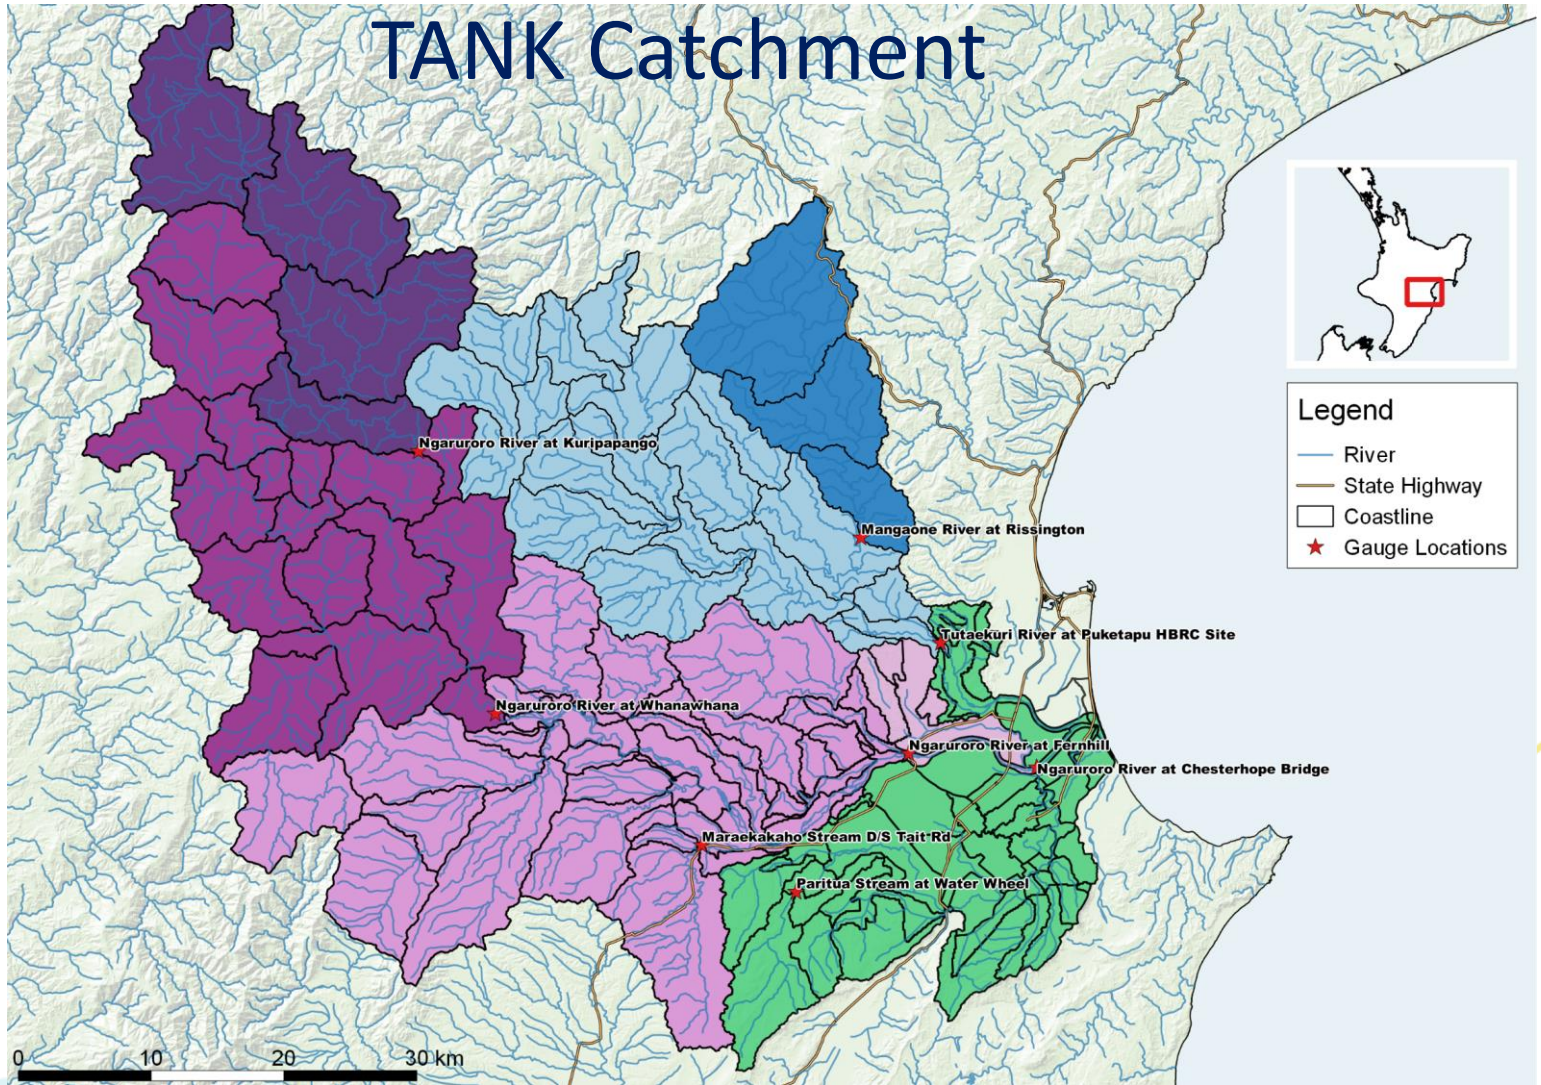 TANK Catchment
Ngaruroro River at Kuripapango
Mangaone River at Rissington
Tutaekuri River at Puketapu HBRC Site
Ngaruroro River at Whanawhana
Ngaruroro River at Fernhill
Ngaruroro River at Chesterhope Bridge
Maraekakaho Stream D/S Tait Rd
Paritua Stream at Water Wheel
Legend
River
State Highway
Coastline
Gauge Locations
0 10 20 30 km